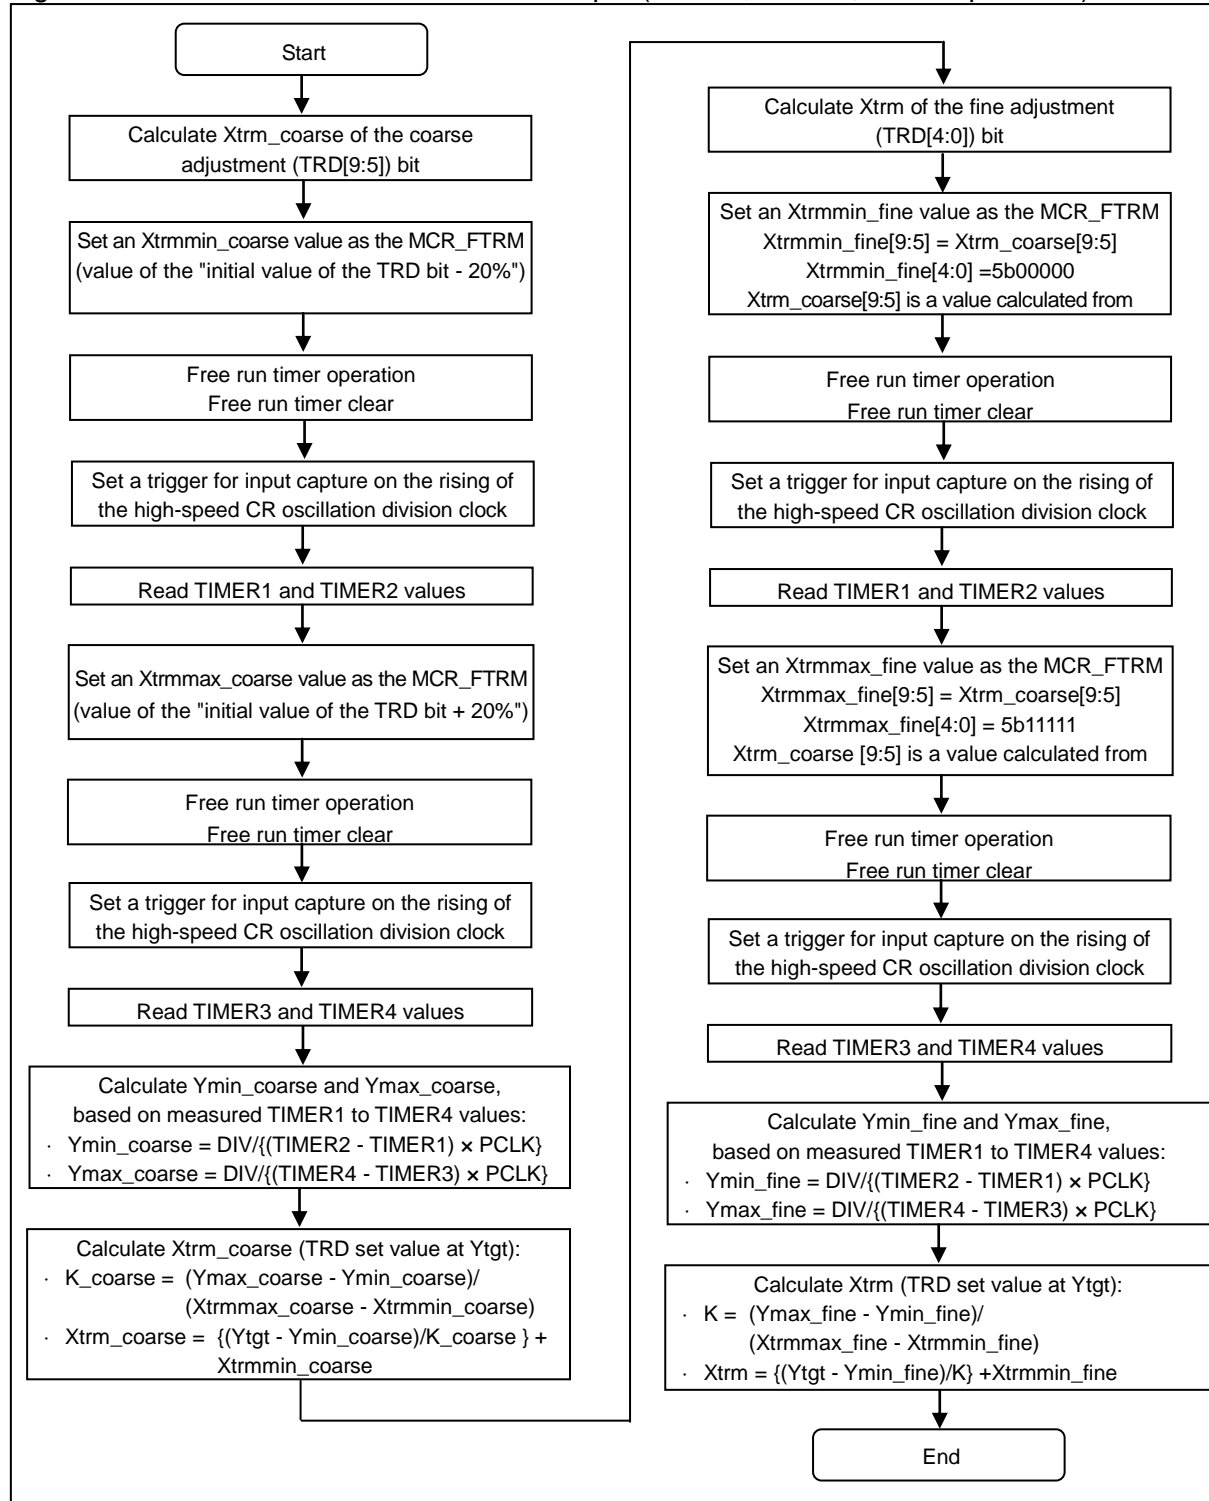 Start
Calculate Xtrm_coarse of the coarse
adjustment (TRD[9:5]) bit
Set an Xtrmmin_coarse value as the MCR_FTRM
(value of the "initial value of the TRD bit - 20%")
Free run timer operation
Free run timer clear
Set a trigger for input capture on the rising of
the high-speed CR oscillation division clock
Read TIMER1 and TIMER2 values
Set an Xtrmmax_coarse value as the MCR_FTRM
(value of the "initial value of the TRD bit + 20%")
Free run timer operation
Free run timer clear
Set a trigger for input capture on the rising of
the high-speed CR oscillation division clock
Read TIMER3 and TIMER4 values
Calculate Ymin_coarse and Ymax_coarse,
based on measured TIMER1 to TIMER4 values:
· Ymin_coarse = DIV/{(TIMER2 - TIMER1) × PCLK}
· Ymax_coarse = DIV/{(TIMER4 - TIMER3) × PCLK}
Calculate Xtrm_coarse (TRD set value at Ytgt):
· K_coarse = (Ymax_coarse - Ymin_coarse)/
(Xtrmmax_coarse - Xtrmmin_coarse)
· Xtrm_coarse = {(Ytgt - Ymin_coarse)/K_coarse } +
Xtrmmin_coarse
Calculate Xtrm of the fine adjustment
(TRD[4:0]) bit
Set an Xtrmmin_fine value as the MCR_FTRM
Xtrmmin_fine[9:5] = Xtrm_coarse[9:5]
Xtrmmin_fine[4:0] =5b00000
Xtrm_coarse[9:5] is a value calculated from
Free run timer operation
Free run timer clear
Set a trigger for input capture on the rising of
the high-speed CR oscillation division clock
Read TIMER1 and TIMER2 values
Set an Xtrmmax_fine value as the MCR_FTRM
Xtrmmax_fine[9:5] = Xtrm_coarse[9:5]
Xtrmmax_fine[4:0] = 5b11111
Xtrm_coarse [9:5] is a value calculated from
Free run timer operation
Free run timer clear
Set a trigger for input capture on the rising of
the high-speed CR oscillation division clock
Read TIMER3 and TIMER4 values
Calculate Ymin_fine and Ymax_fine,
based on measured TIMER1 to TIMER4 values:
· Ymin_fine = DIV/{(TIMER2 - TIMER1) × PCLK}
· Ymax_fine = DIV/{(TIMER4 - TIMER3) × PCLK}
Calculate Xtrm (TRD set value at Ytgt):
· K = (Ymax_fine - Ymin_fine)/
(Xtrmmax_fine - Xtrmmin_fine)
· Xtrm = {(Ytgt - Ymin_fine)/K} +Xtrmmin_fine
End